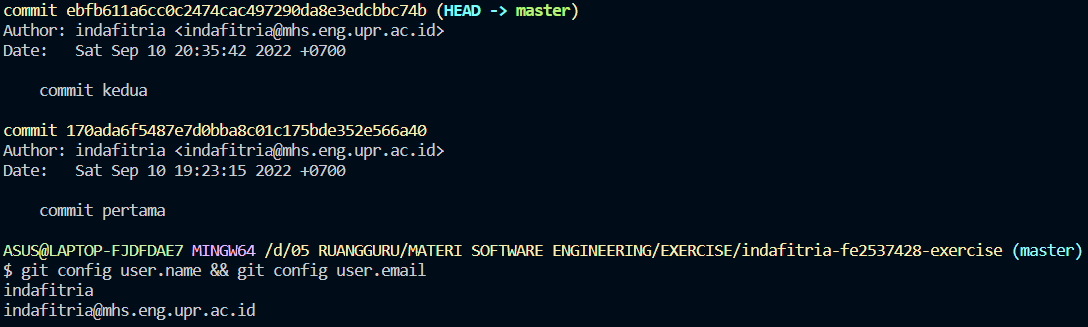 commit ebfb611a6cc0c2474cac497290da8e3edcbbc74b (HEAD -> master)
Author: indafitria <indafitria@mhs.eng.upr.ac.id>
Date:   Sat Sep 10 20:35:42 2022 +0700
commit kedua
commit 170ada6f5487e7d0bba8c01c175bde352e566a40
Author: indafitria <indafitria@mhs.eng.upr.ac.id>
Date:   Sat Sep 10 19:23:15 2022 +0700
commit pertama
ASUS@LAPTOP-FJDFDAE7 MINGW64 /d/05 RUANGGURU/MATERI SOFTWARE ENGINEERING/EXERCISE/indafitria-fe2537428-exercise (master)
$ git config user.name && git config user.email
indafitria
indafitria@mhs.eng.upr.ac.id